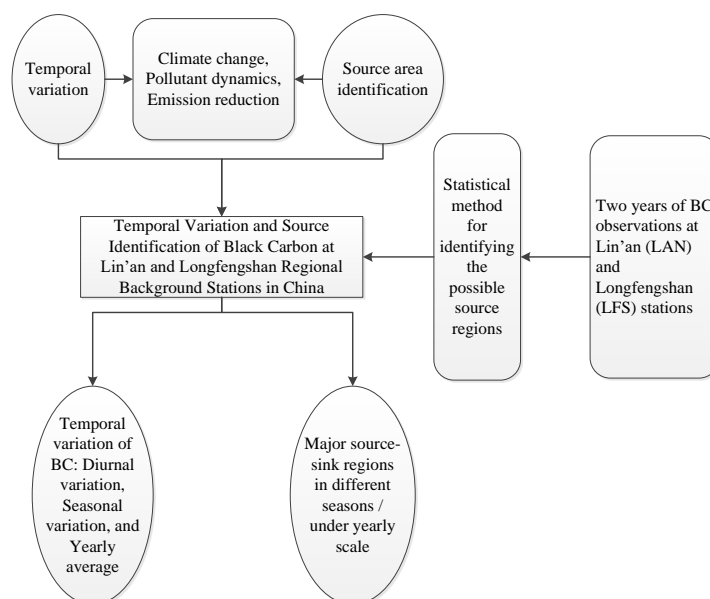 Temporal
variation
Climate change,
Pollutant dynamics,
Emission reduction
Source area
identification
Temporal Variation and Source
Identification of Black Carbon at
Lin'an and Longfengshan Regional
Background Stations in China
Statistical
method
for
identifying
the
possible
source
regions
Two years of BC
observations at
Lin'an (LAN)
and
Longfengshan
(LFS) stations
Temporal
variation of
BC: Diurnal
variation,
Seasonal
variation, and
Yearly
average
Major source-
sink regions
in different
seasons /
under yearly
scale